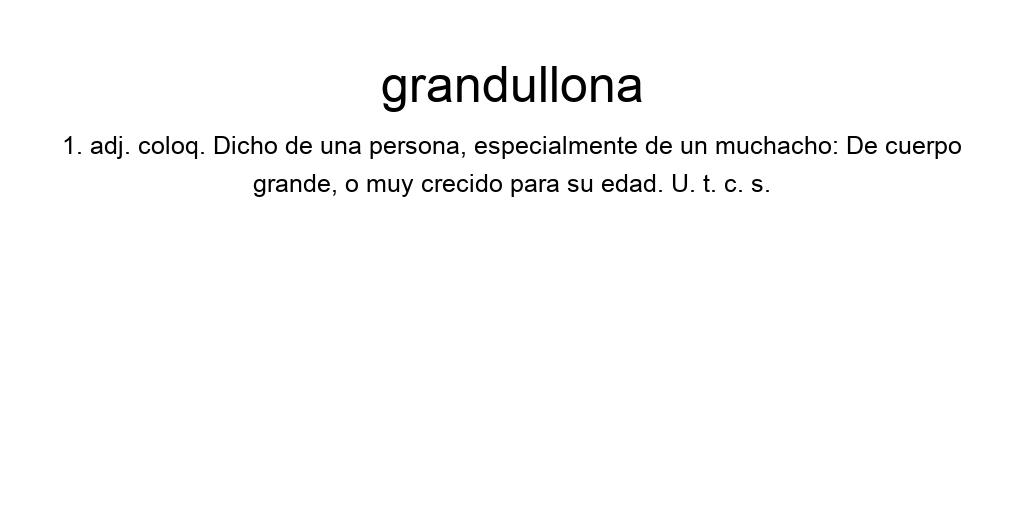 grandullona
1. adj. coloq. Dicho de una persona, especialmente de un muchacho: De cuerpo
grande, o muy crecido para su edad. U. t. c. s.